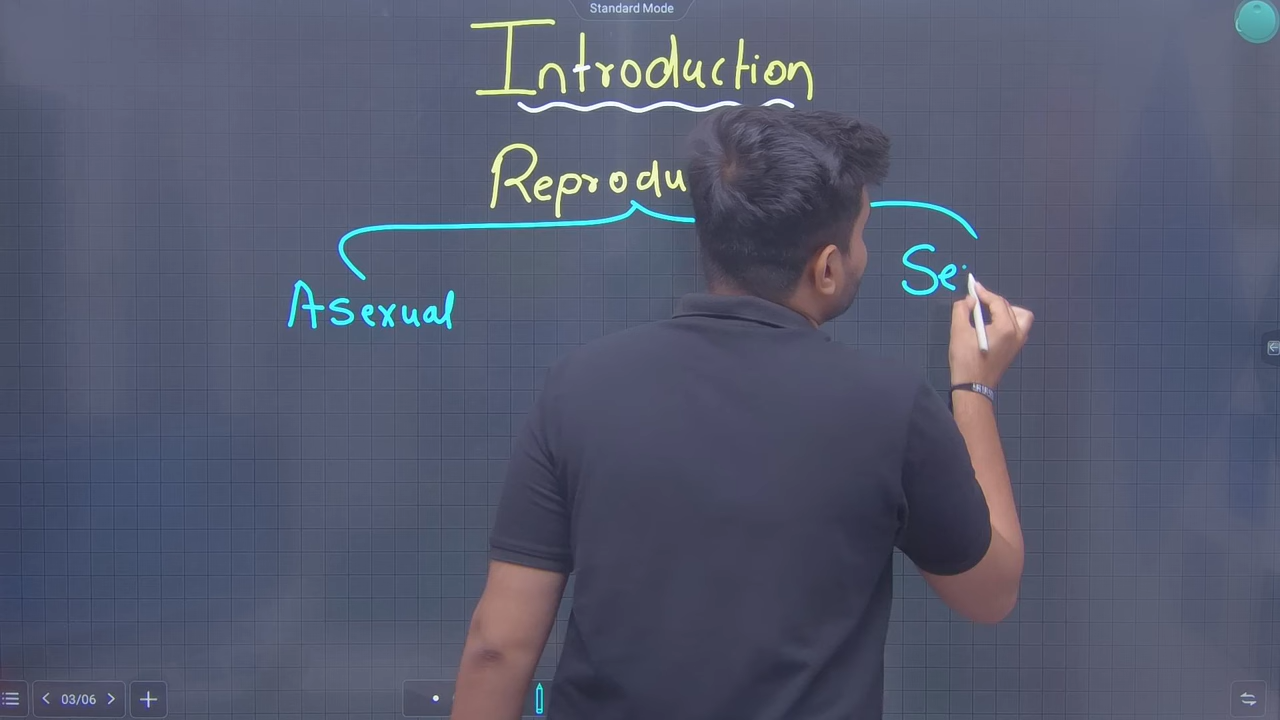 Standard Mode
Introduction
Reprodu
Se
Asexual
03/06